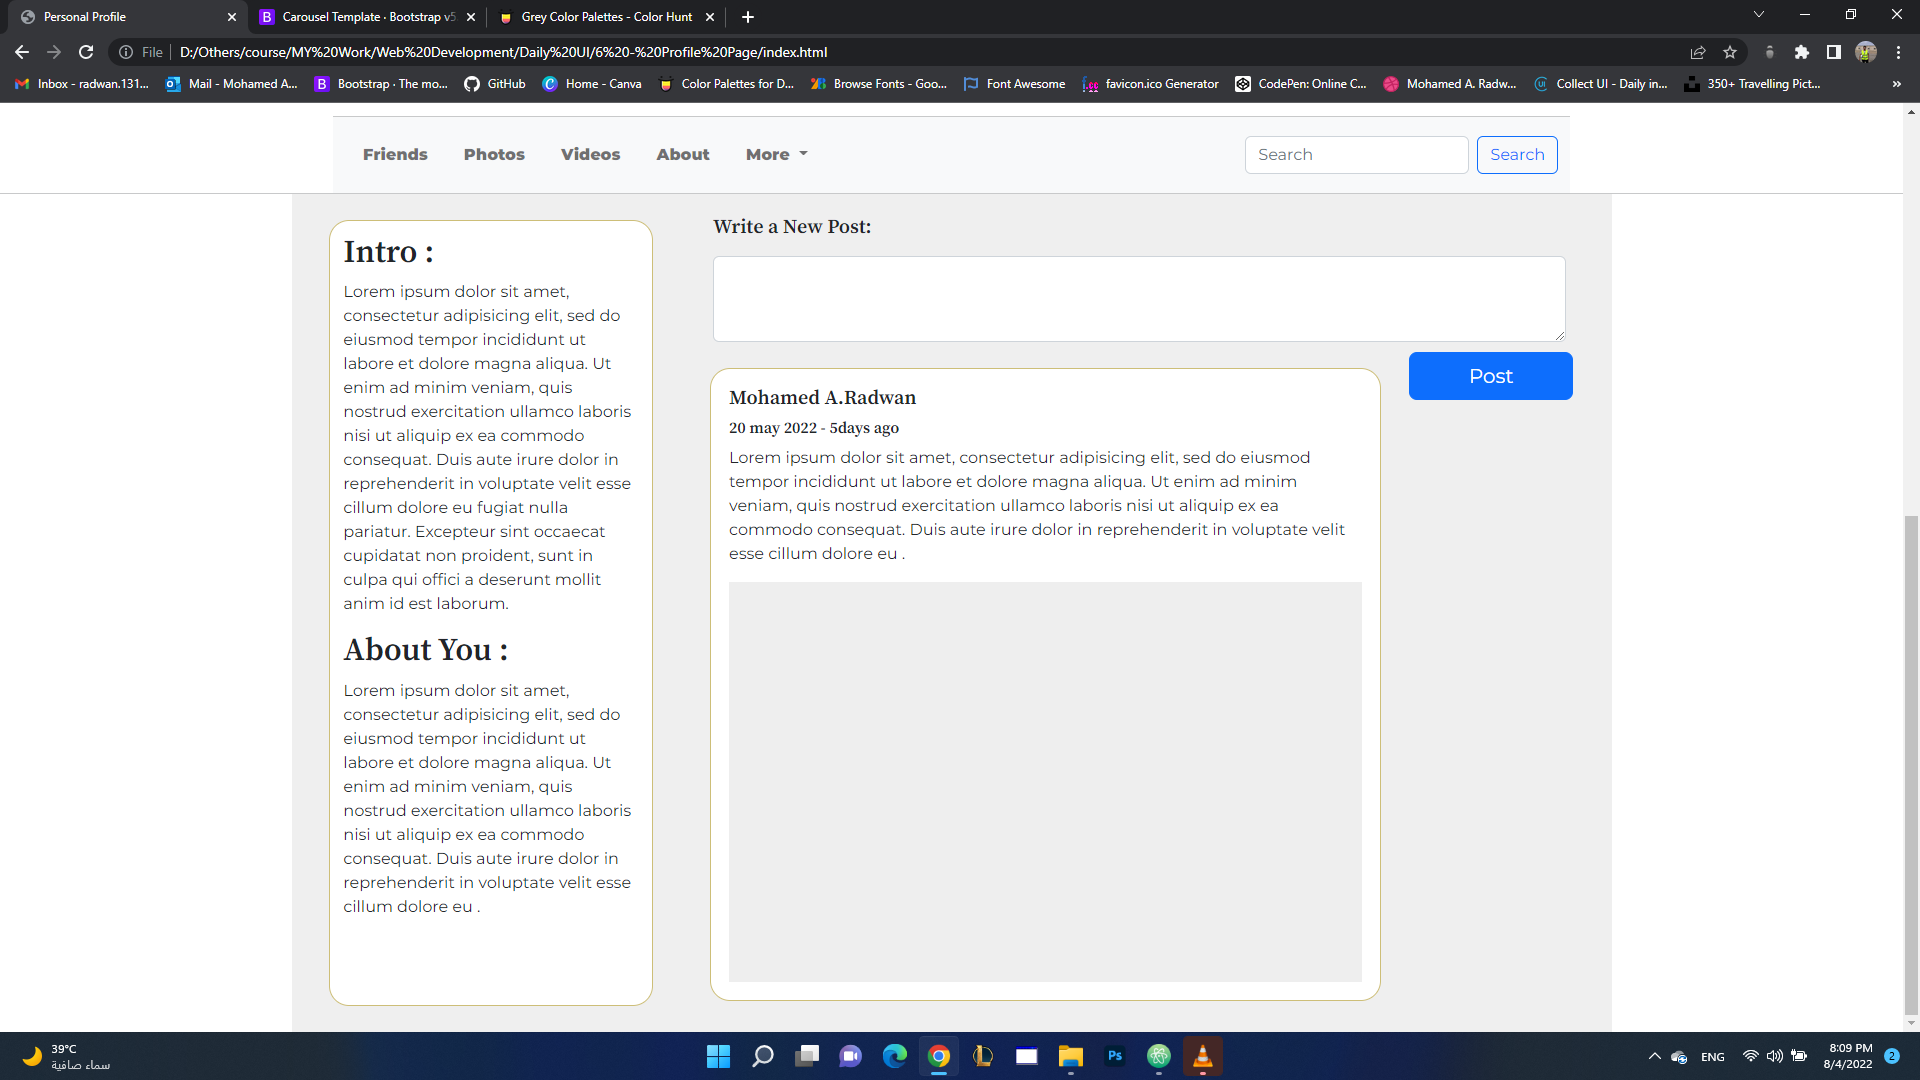 Personal Profile
Carousel Template · Bootstrap v5
Grey Color Palettes - Color Hunt
File
D:/Others/course/MY%20Work/Web%20Development/Daily%20UI/6%20-%20Profile%20Page/index.html
Inbox - radwan.131...
Mail - Mohamed A...
Bootstrap · The mo...
GitHub
Home - Canva
Color Palettes for D...
Browse Fonts - Goo...
Font Awesome
favicon.ico Generator
CodePen: Online C...
Mohamed A. Radw...
Collect UI - Daily in...
350+ Travelling Pict...
Friends
Photos
Videos
About
More
Search
Search
Intro :
Lorem ipsum dolor sit amet,
consectetur adipisicing elit, sed do
eiusmod tempor incididunt ut
labore et dolore magna aliqua. Ut
enim ad minim veniam, quis
nostrud exercitation ullamco laboris
nisi ut aliquip ex ea commodo
consequat. Duis aute irure dolor in
reprehenderit in voluptate velit esse
cillum dolore eu fugiat nulla
pariatur. Excepteur sint occaecat
cupidatat non proident, sunt in
culpa qui offici a deserunt mollit
anim id est laborum.
About You :
Lorem ipsum dolor sit amet,
consectetur adipisicing elit, sed do
eiusmod tempor incididunt ut
labore et dolore magna aliqua. Ut
enim ad minim veniam, quis
nostrud exercitation ullamco laboris
nisi ut aliquip ex ea commodo
consequat. Duis aute irure dolor in
reprehenderit in voluptate velit esse
cillum dolore eu .
Write a New Post:
Post
Mohamed A.Radwan
20 may 2022 - 5days ago
Lorem ipsum dolor sit amet, consectetur adipisicing elit, sed do eiusmod
tempor incididunt ut labore et dolore magna aliqua. Ut enim ad minim
veniam, quis nostrud exercitation ullamco laboris nisi ut aliquip ex ea
commodo consequat. Duis aute irure dolor in reprehenderit in voluptate velit
esse cillum dolore eu .
39°C
سماء صافية
Ps
ENG
8:09 PM
8/4/2022
2